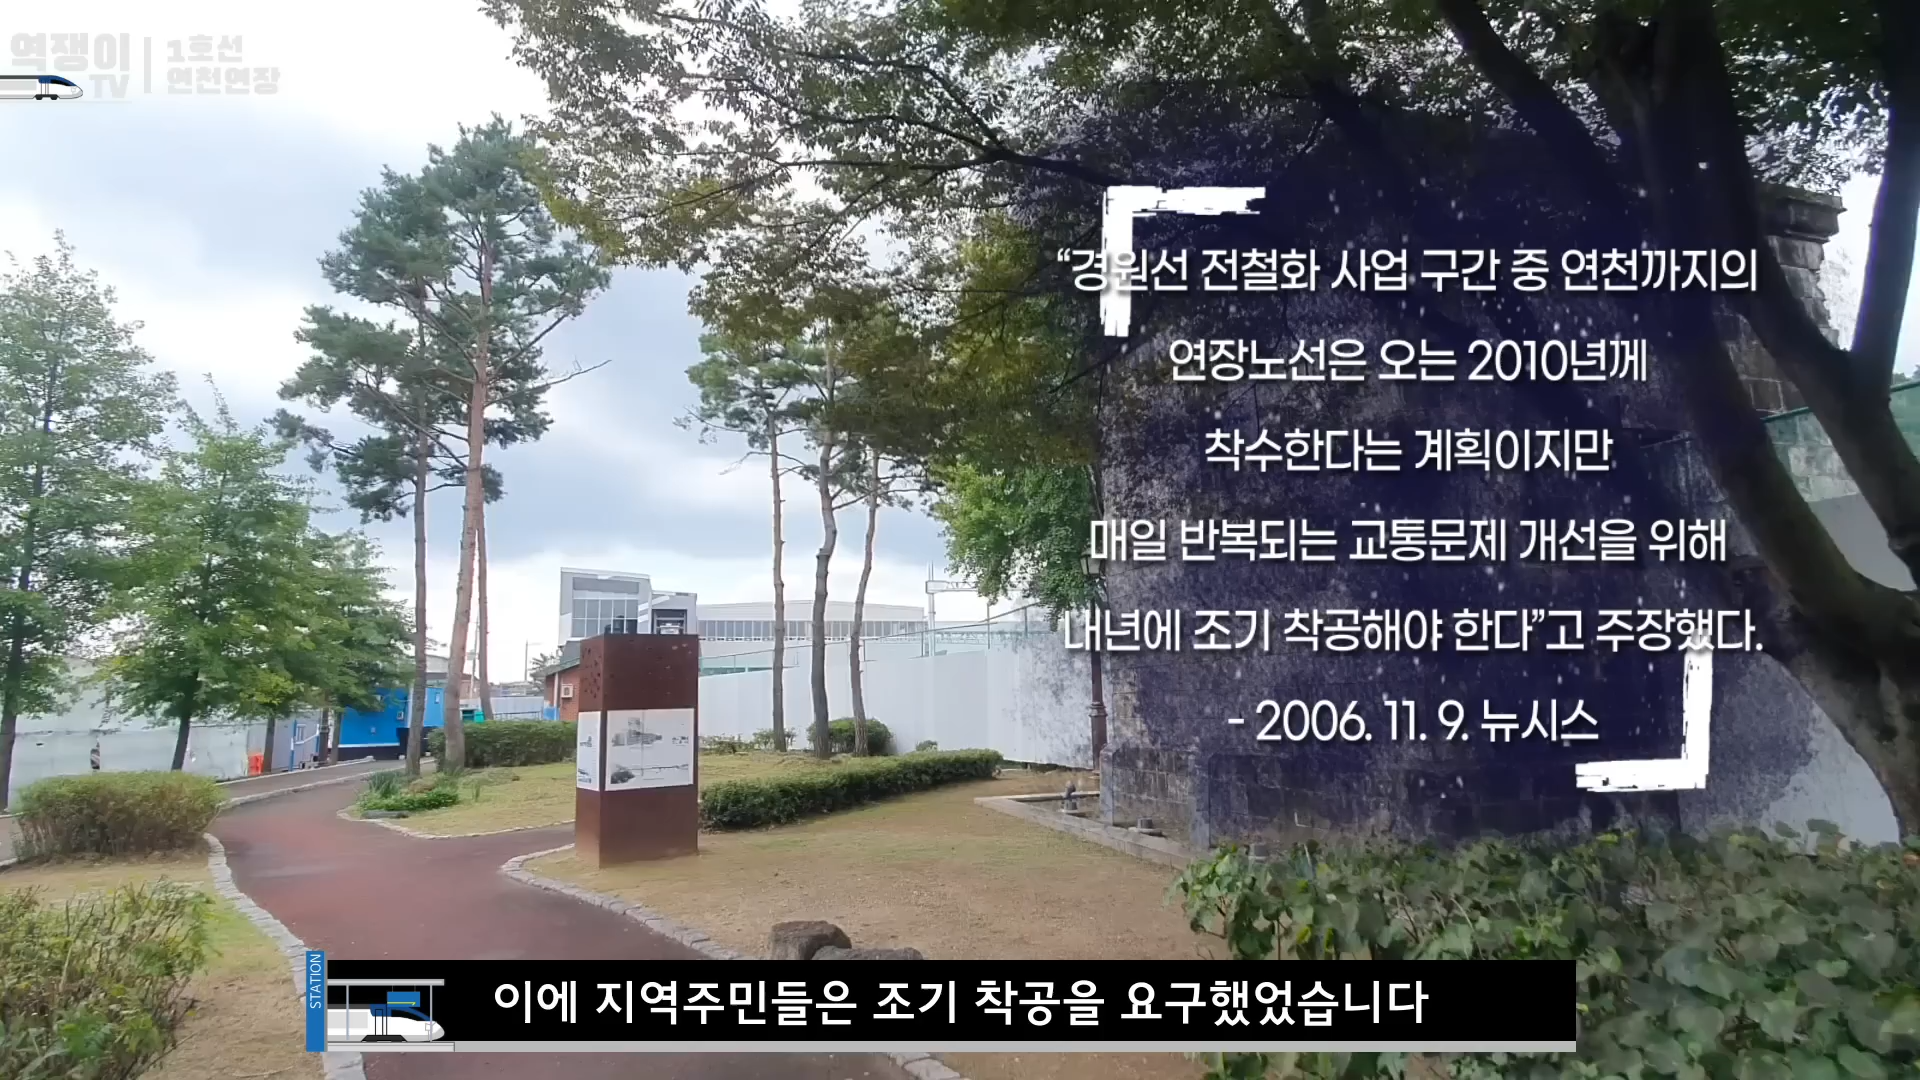 역쟁이
TV
1호선
연천연장
“경원선 전철화 사업 구간 중 연천까지의
연장노선은 오는 2010년께
착수한다는 계획이지만
매일 반복되는 교통문제 개선을 위해
내년에 조기 착공해야 한다”고 주장했다.
- 2006. 11. 9. 뉴시스
STATION
이에 지역주민들은 조기 착공을 요구했었습니다